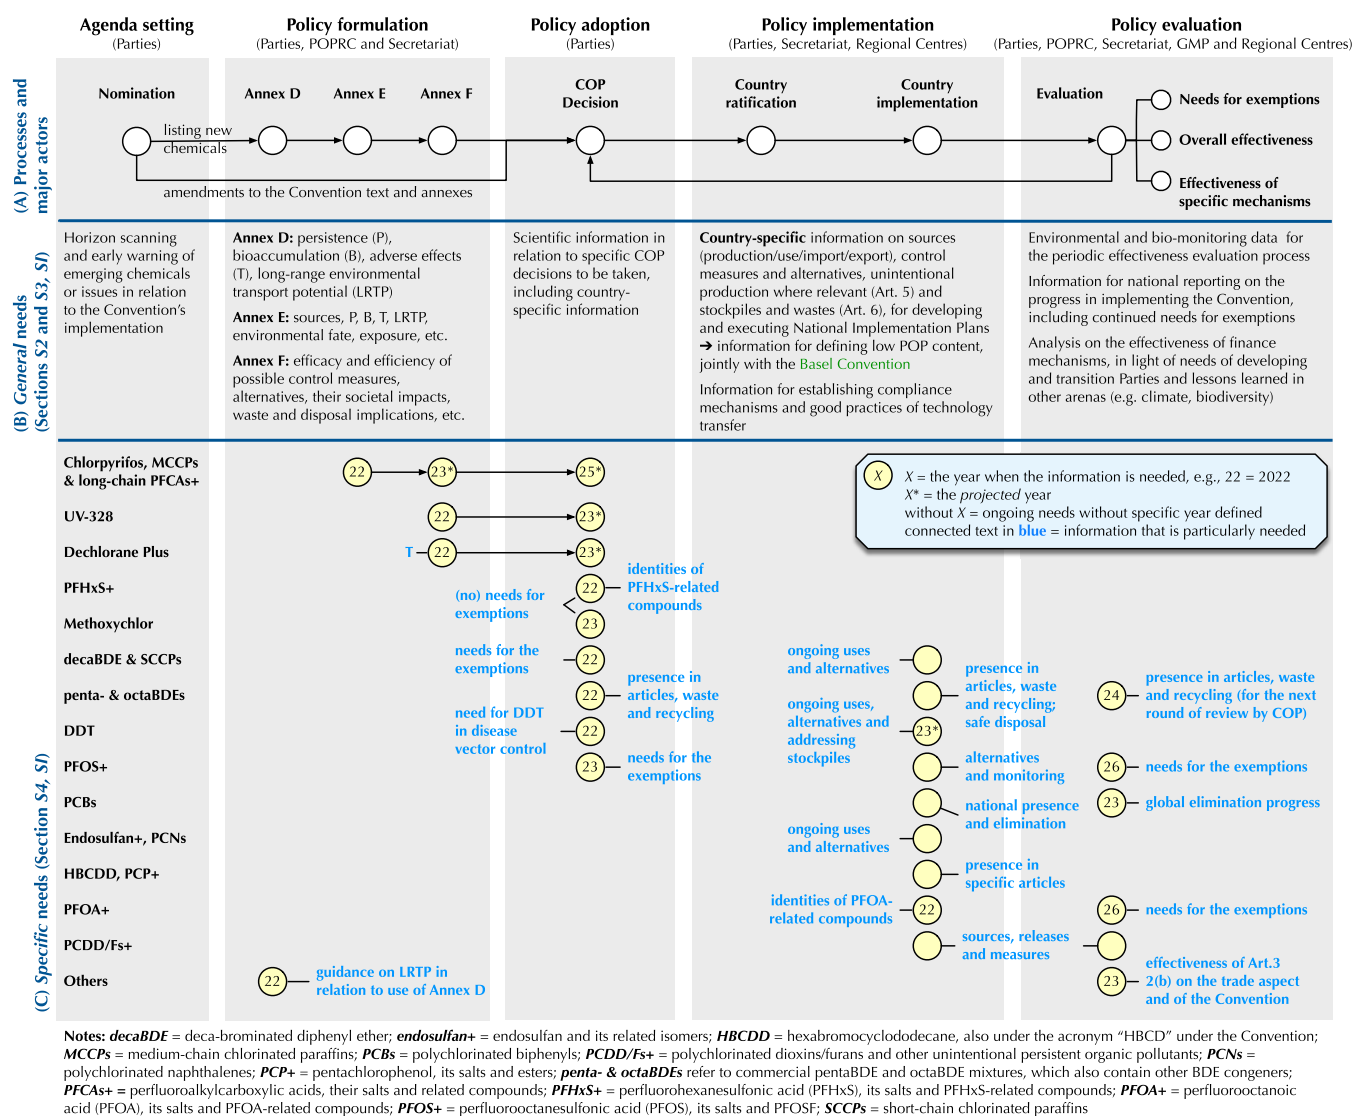 Agenda setting
(Parties)
Policy formulation
(Parties, POPRC and Secretariat)
Policy adoption
(Parties)
Policy implementation
(Parties, Secretariat, Regional Centres)
Policy evaluation
(Parties, POPRC, Secretariat, GMP and Regional Centres)
(A) Processes and
major actors
Nomination
Annex D
Annex E
Annex F
COP
Decision
Country
ratification
Country
implementation
Evaluation
Needs for exemptions
Overall effectiveness
Effectiveness of
specific mechanisms
listing new
chemicals
amendments to the Convention text and annexes
(B) General needs
(Sections S2 and S3, SI)
Horizon scanning
and early warning of
emerging chemicals
or issues in relation
to the Convention's
implementation
Annex D: persistence (P),
bioaccumulation (B), adverse effects
(T), long-range environmental
transport potential (LRTP)
Annex E: sources, P, B, T, LRTP,
environmental fate, exposure, etc.
Annex F: efficacy and efficiency of
possible control measures,
alternatives, their societal impacts,
waste and disposal implications, etc.
Scientific information in
relation to specific COP
decisions to be taken,
including country-
specific information
Country-specific information on sources
(production/use/import/export), control
measures and alternatives, unintentional
production where relevant (Art. 5) and
stockpiles and wastes (Art. 6), for developing
and executing National Implementation Plans
➔ information for defining low POP content,
jointly with the Basel Convention
Information for establishing compliance
mechanisms and good practices of technology
transfer
Environmental and bio-monitoring data for
the periodic effectiveness evaluation process
Information for national reporting on the
progress in implementing the Convention,
including continued needs for exemptions
Analysis on the effectiveness of finance
mechanisms, in light of needs of developing
and transition Parties and lessons learned in
other arenas (e.g. climate, biodiversity)
(C) Specific needs (Section S4, SI)
Chlorpyrifos, MCCPs
& long-chain PFCAs+
22
23*
25*
X
X = the year when the information is needed, e.g., 22 = 2022
X* = the projected year
without X = ongoing needs without specific year defined
connected text in blue = information that is particularly needed
UV-328
22
23*
Dechlorane Plus
T
22
23*
PFHxS+
22
identities of
PFHxS-related
compounds
(no) needs for
exemptions
Methoxychlor
23
decaBDE & SCCPs
needs for the
exemptions
22
ongoing uses
and alternatives
penta- & octaBDEs
22
presence in
articles, waste
and recycling
presence in
articles, waste
and recycling;
safe disposal
24
presence in articles, waste
and recycling (for the next
round of review by COP)
DDT
need for DDT
in disease
vector control
22
ongoing uses,
alternatives and
addressing
stockpiles
23*
PFOS+
23
needs for the
exemptions
alternatives
and monitoring
26
needs for the exemptions
PCBs
national presence
and elimination
23
global elimination progress
Endosulfan+, PCNs
ongoing uses
and alternatives
HBCDD, PCP+
presence in
specific articles
PFOA+
identities of PFOA-
related compounds
22
26
needs for the exemptions
PCDD/Fs+
sources, releases
and measures
Others
22
guidance on LRTP in
relation to use of Annex D
23
effectiveness of Art.3
2(b) on the trade aspect
and of the Convention
Notes: decaBDE = deca-brominated diphenyl ether; endosulfan+ = endosulfan and its related isomers; HBCDD = hexabromocyclododecane, also under the acronym “HBCD” under the Convention;
MCCPs = medium-chain chlorinated paraffins; PCBs = polychlorinated biphenyls; PCDD/Fs+ = polychlorinated dioxins/furans and other unintentional persistent organic pollutants; PCNs =
polychlorinated naphthalenes; PCP+ = pentachlorophenol, its salts and esters; penta- & octaBDEs refer to commercial pentaBDE and octaBDE mixtures, which also contain other BDE congeners;
PFCAs+ = perfluoroalkylcarboxylic acids, their salts and related compounds; PFHxS+ = perfluorohexanesulfonic acid (PFHxS), its salts and PFHxS-related compounds; PFOA+ = perfluorooctanoic
acid (PFOA), its salts and PFOA-related compounds; PFOS+ = perfluorooctanesulfonic acid (PFOS), its salts and PFOSF; SCCPs = short-chain chlorinated paraffins